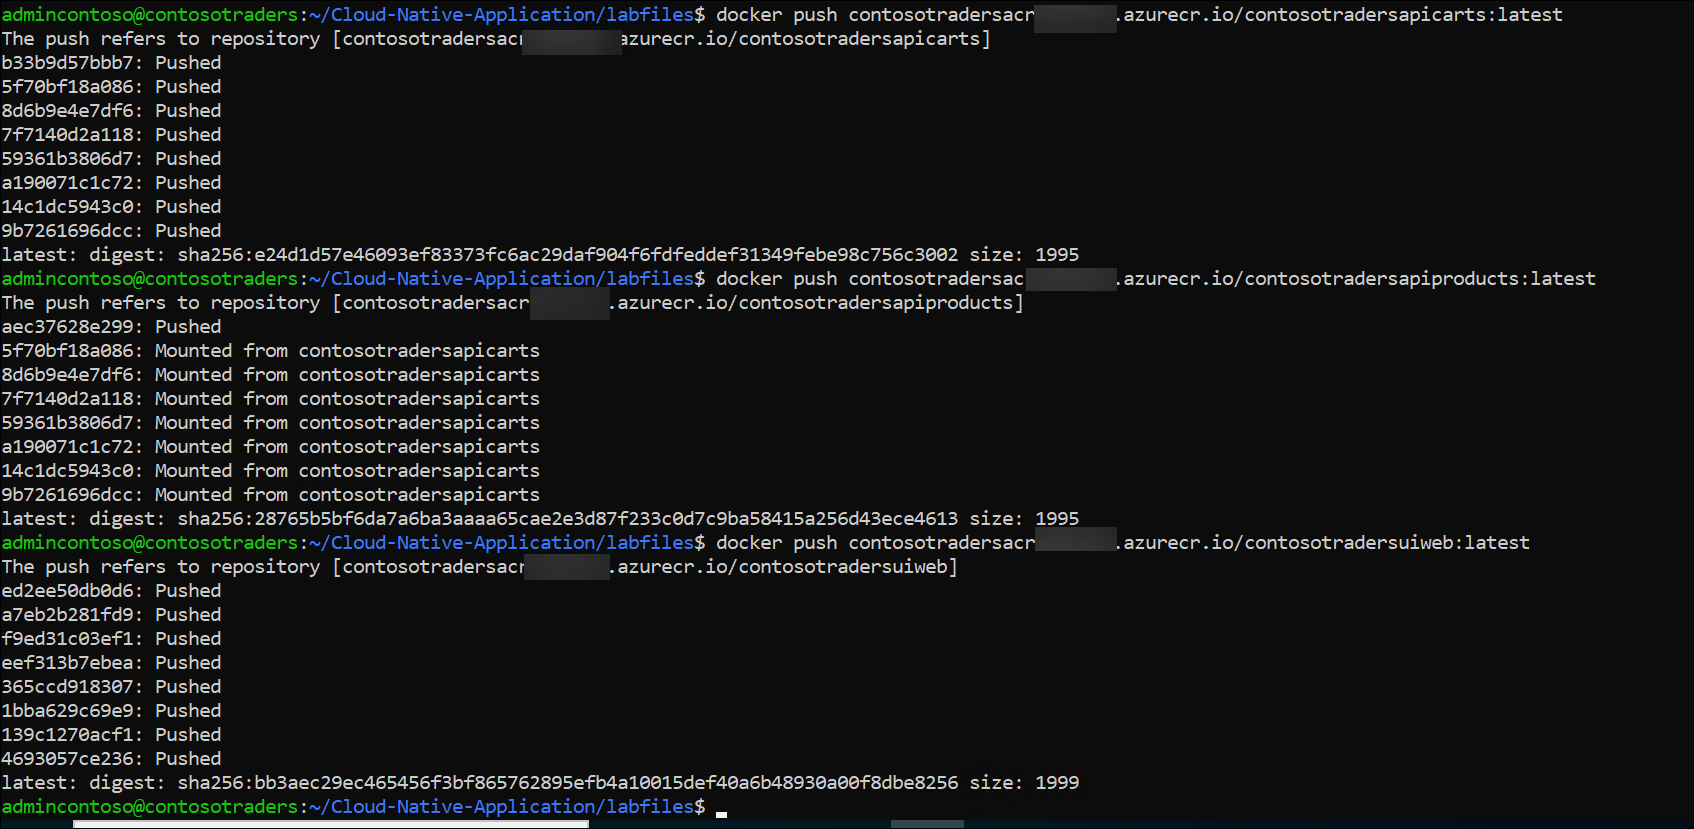 admincontoso@contosotraders:~/Cloud-Native-Application/labfiles$ docker push contosotradersacr .azurecr.io/contosotradersapicarts:latest
The push refers to repository [contosotradersacr azurecr.io/contosotradersapicarts]
b33b9d57bbb7: Pushed
5f70bf18a086: Pushed
8d6b9e4e7df6: Pushed
7f7140d2a118: Pushed
59361b3806d7: Pushed
a190071c1c72: Pushed
14c1dc5943c0: Pushed
9b7261696dcc: Pushed
latest: digest: sha256:e24d1d57e46093ef83373fc6ac29daf904f6fdfeddef31349febe98c756c3002 size: 1995
admincontoso@contosotraders:~/Cloud-Native-Application/labfiles$ docker push contosotradersac .azurecr.io/contosotradersapiproducts:latest
The push refers to repository [contosotradersacr .azurecr.io/contosotradersapiproducts]
aec37628e299: Pushed
5f70bf18a086: Mounted from contosotradersapicarts
8d6b9e4e7df6: Mounted from contosotradersapicarts
7f7140d2a118: Mounted from contosotradersapicarts
59361b3806d7: Mounted from contosotradersapicarts
a190071c1c72: Mounted from contosotradersapicarts
14c1dc5943c0: Mounted from contosotradersapicarts
9b7261696dcc: Mounted from contosotradersapicarts
latest: digest: sha256:28765b5bf6da7a6ba3aaaa65cae2e3d87f233c0d7c9ba58415a256d43ece4613 size: 1995
admincontoso@contosotraders:~/Cloud-Native-Application/labfiles$ docker push contosotradersacr .azurecr.io/contosotradersuiweb:latest
The push refers to repository [contosotradersacr .azurecr.io/contosotradersuiweb]
ed2ee50db0d6: Pushed
a7eb2b281fd9: Pushed
f9ed31c03ef1: Pushed
eef313b7ebea: Pushed
365ccd918307: Pushed
1bba629c69e9: Pushed
139c1270acf1: Pushed
4693057ce236: Pushed
latest: digest: sha256:bb3aec29ec465456f3bf865762895efb4a10015def40a6b48930a00f8dbe8256 size: 1999
admincontoso@contosotraders:~/Cloud-Native-Application/labfiles$